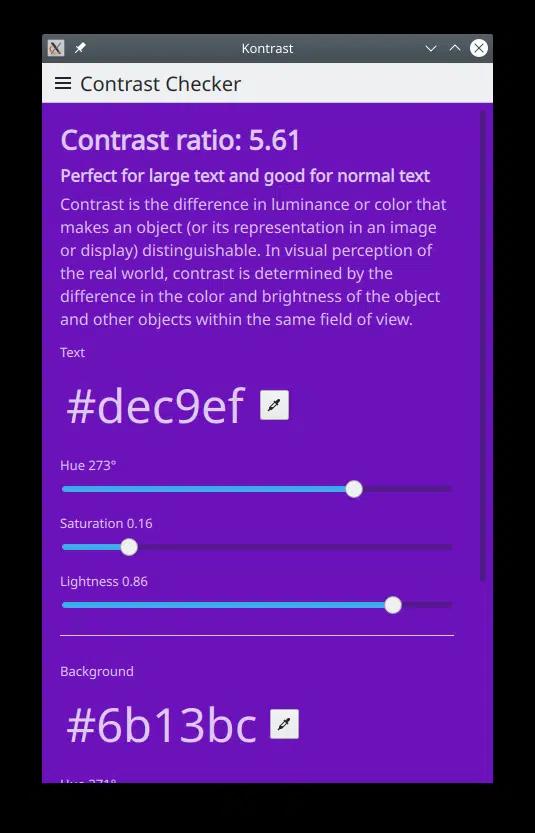 Kontrast
Contrast Checker
Contrast ratio: 5.61
Perfect for large text and good for normal text
Contrast is the difference in luminance or color that
makes an object (or its representation in an image
or display) distinguishable. In visual perception of
the real world, contrast is determined by the
difference in the color and brightness of the object
and other objects within the same field of view.
Text
#dec9ef
Hue 273°
Saturation 0.16
Lightness 0.86
Background
#6b13bc
Hue 271°